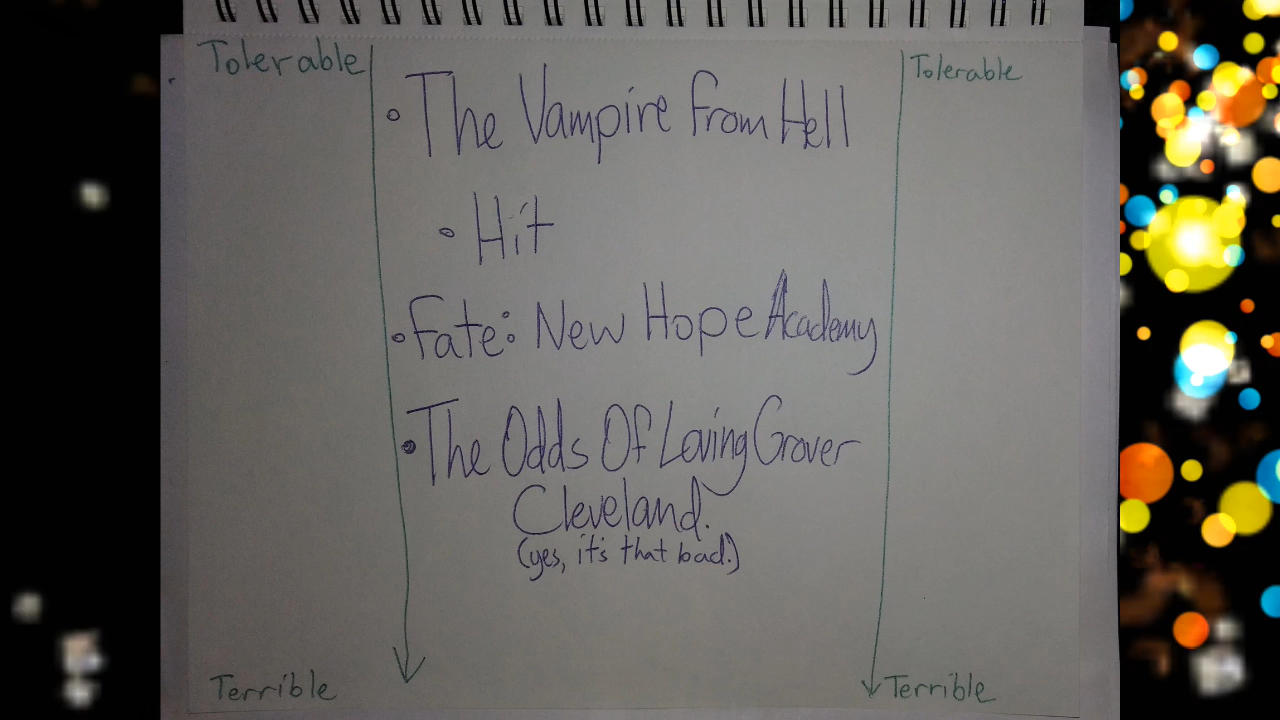 Tolerable
Tolerable
• The Vampire From Hell
• Hit
• Fate: New Hope Academy
• The Odds Of Loving Grover
Cleveland.
(yes, it's that bad.)
Terrible
Terrible